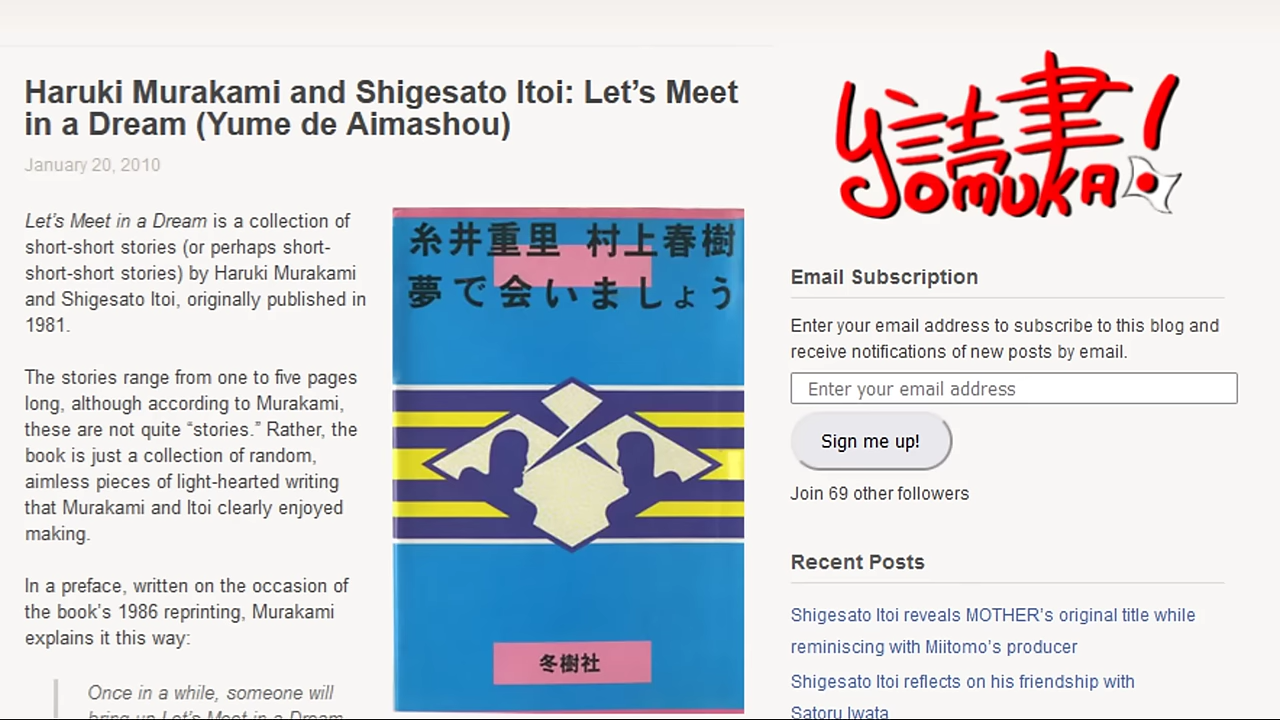 Haruki Murakami and Shigesato Itoi: Let’s Meet
in a Dream (Yume de Aimashou)
January 20, 2010
Let’s Meet in a Dream is a collection of
short-short stories (or perhaps short-
short-short stories) by Haruki Murakami
and Shigesato Itoi, originally published in
1981.
The stories range from one to five pages
long, although according to Murakami,
these are not quite “stories.” Rather, the
book is just a collection of random,
aimless pieces of light-hearted writing
that Murakami and Itoi clearly enjoyed
making.
In a preface, written on the occasion of
the book’s 1986 reprinting, Murakami
explains it this way:
Once in a while, someone will
bring up Let’s Meet in a Dream
糸井重里 村上春樹
夢で会いましょう
冬樹社
読書!
YOMUKA
Email Subscription
Enter your email address to subscribe to this blog and
receive notifications of new posts by email.
Enter your email address
Sign me up!
Join 69 other followers
Recent Posts
Shigesato Itoi reveals MOTHER’s original title while
reminiscing with Miitomo’s producer
Shigesato Itoi reflects on his friendship with
Satoru Iwata